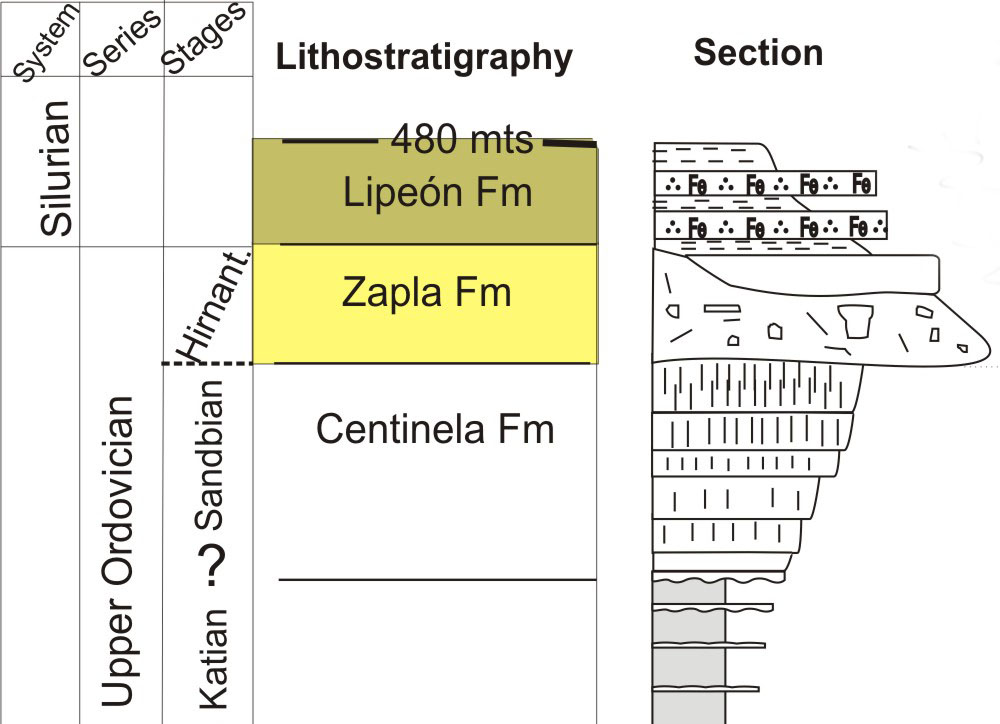 System Series Stages
Lithostratigraphy
Section
Silurian
480 mts
Lipeón Fm
Fe Fe Fe Fe
Fe Fe Fe Fe
Hirnant.
Zapla Fm
Upper Ordovician
Katian ? Sandbian
Centinela Fm